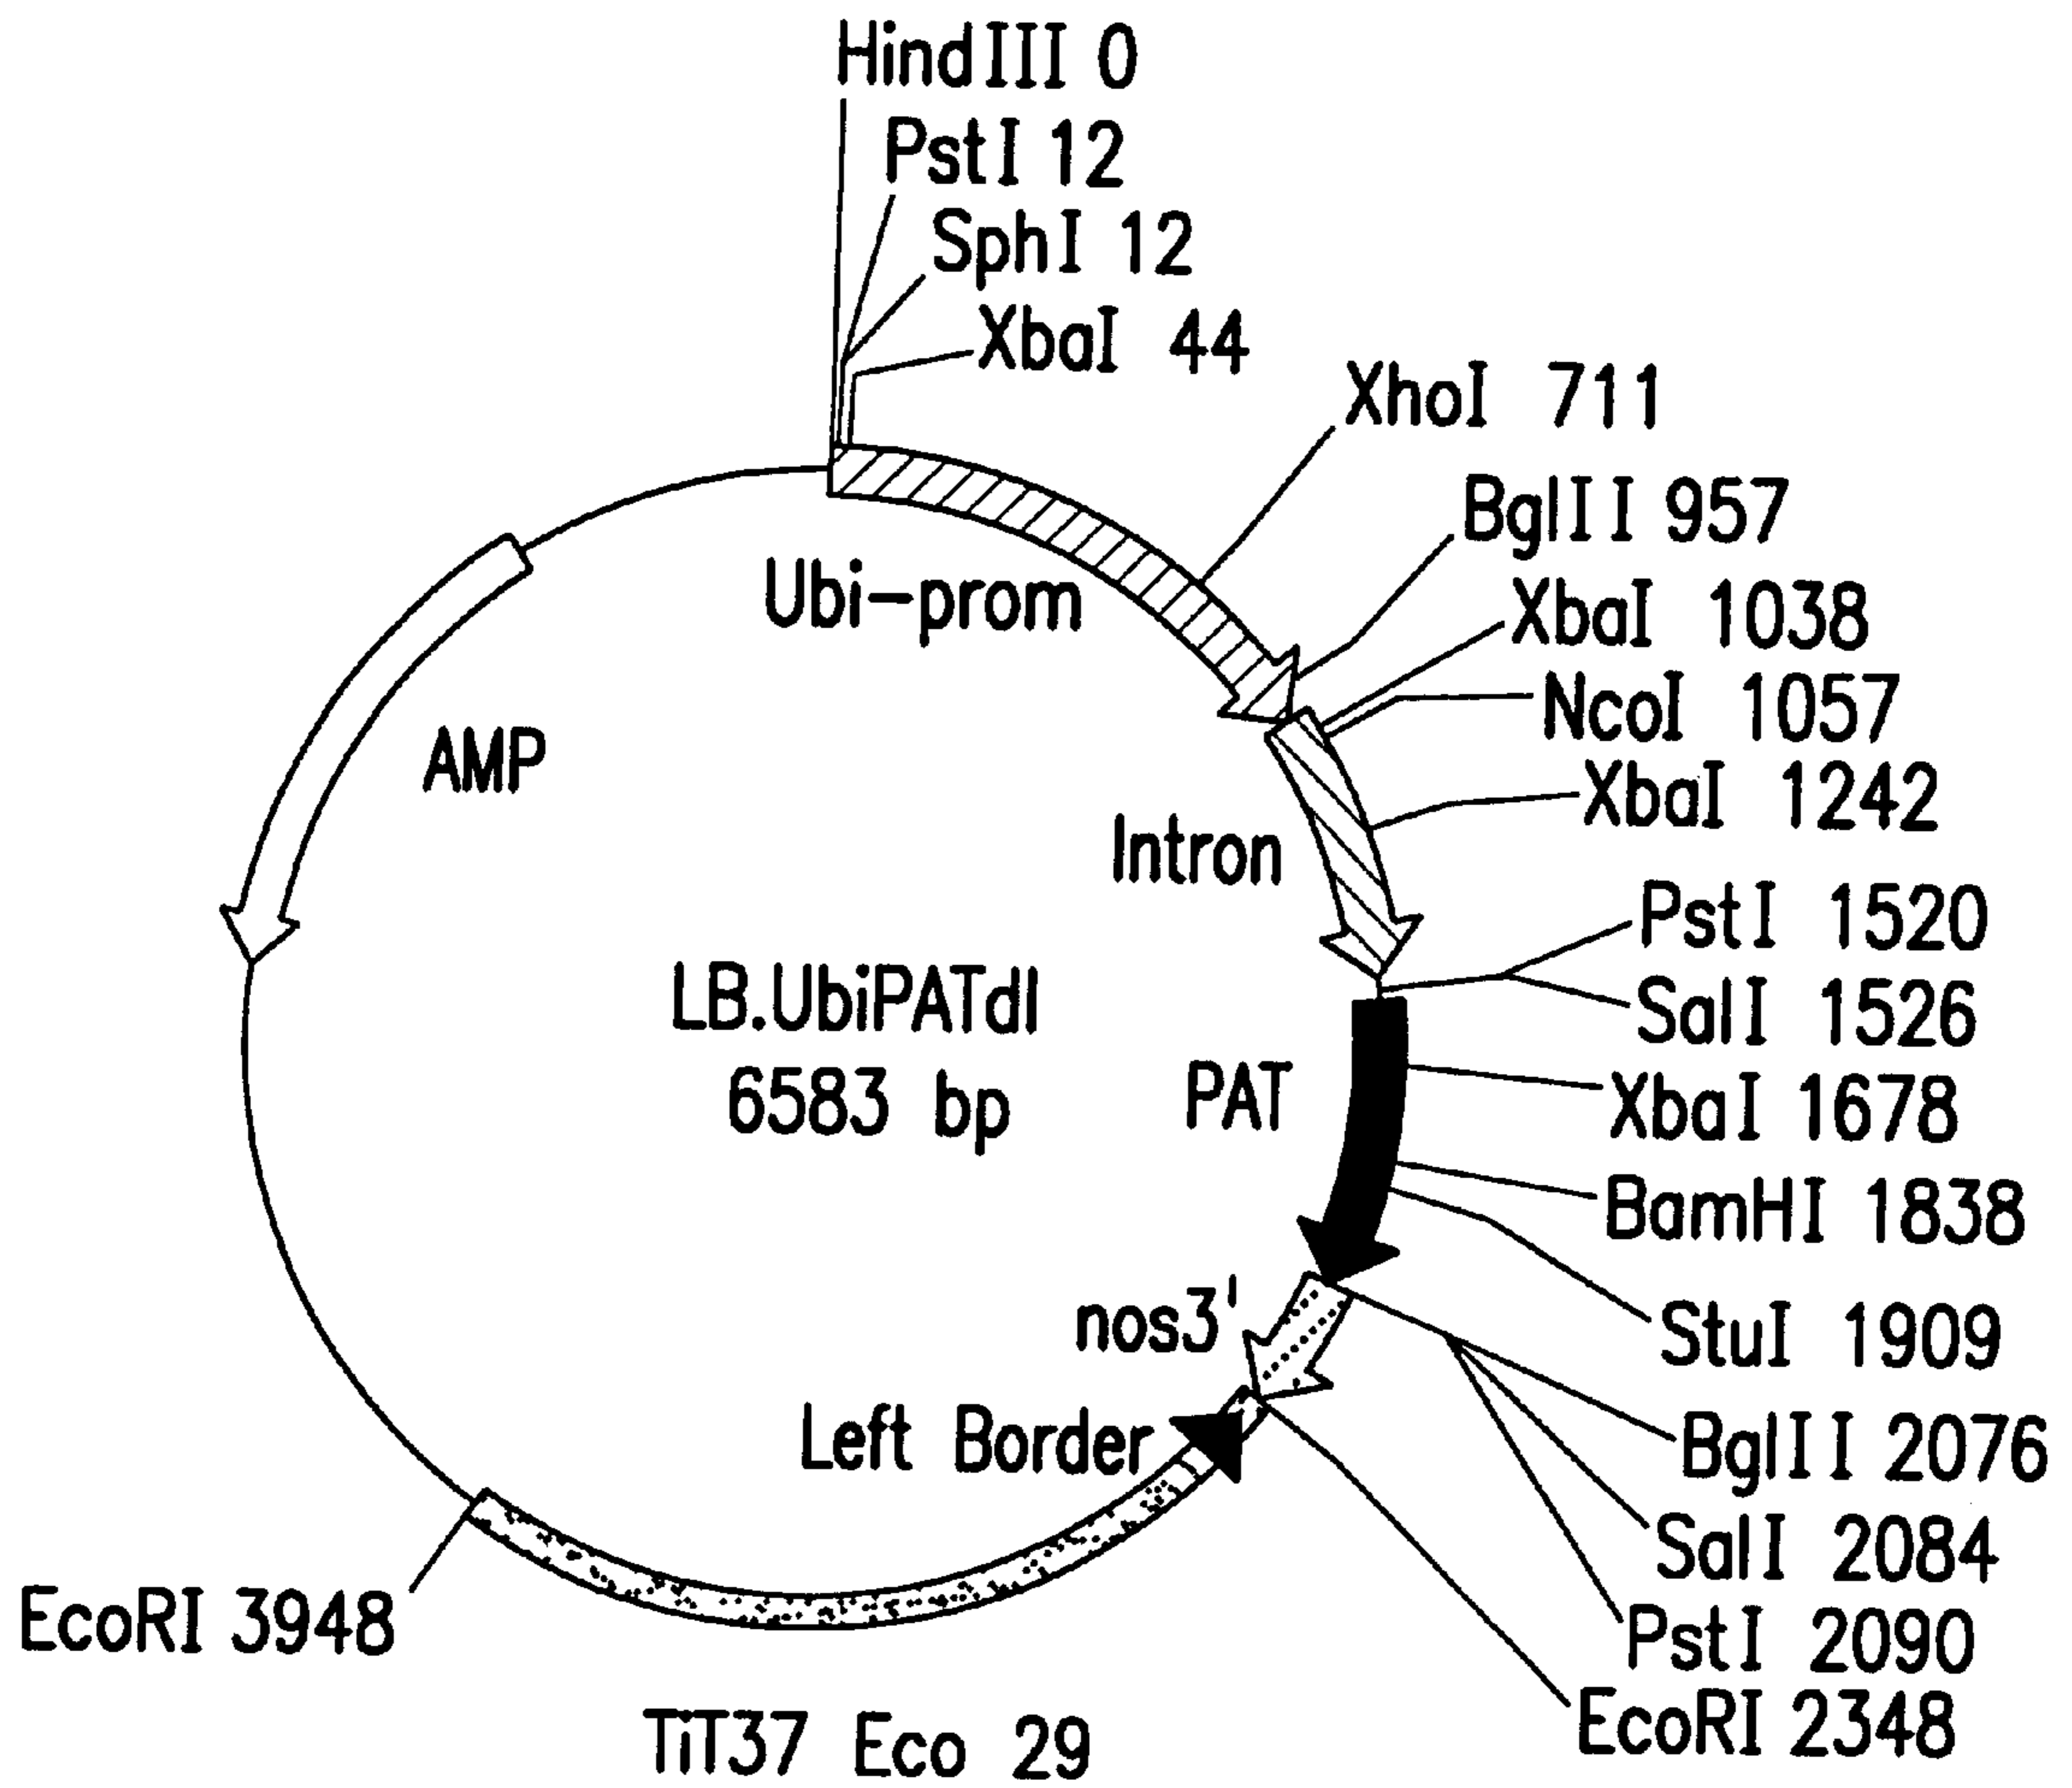 HindIII 0
PstI 12
SphI 12
XbaI 44
XhoI 711
BglII 957
XbaI 1038
NcoI 1057
XbaI 1242
PstI 1520
SalI 1526
XbaI 1678
BamHI 1838
StuI 1909
BglII 2076
SalI 2084
PstI 2090
EcoRI 2348
Ubi-prom
AMP
Intron
LB.UbiPATdI
6583 bp
PAT
nos3'
Left Border
EcoRI 3948
TiT37 Eco 29